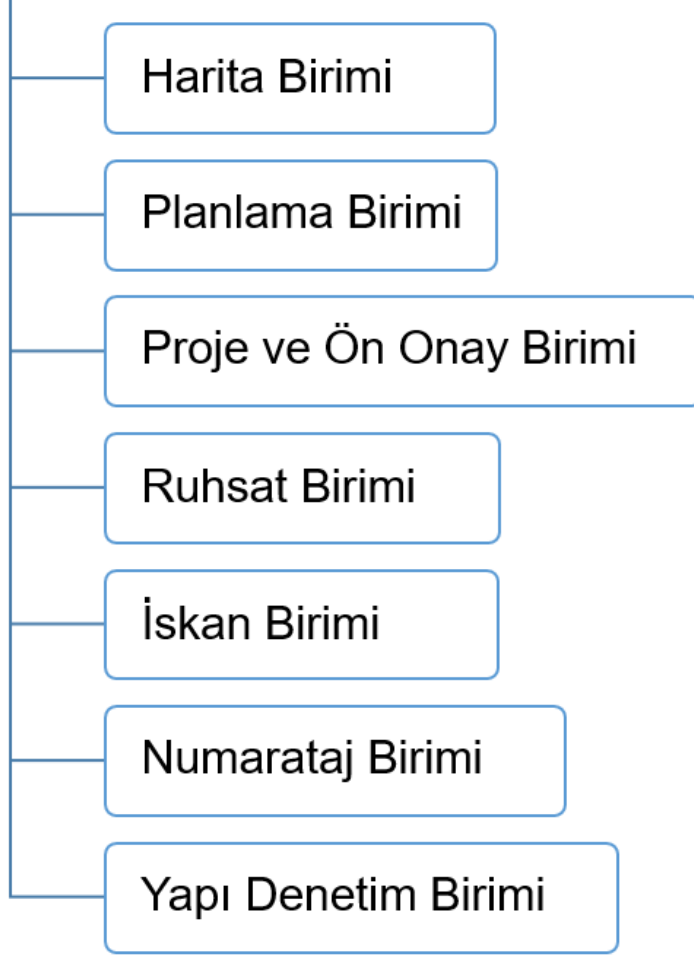 Harita Birimi
Planlama Birimi
Proje ve Ön Onay Birimi
Ruhsat Birimi
İskan Birimi
Numarataj Birimi
Yapı Denetim Birimi